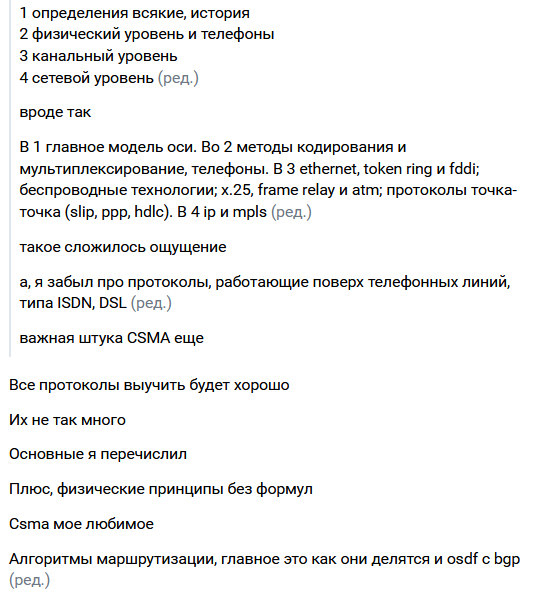 1 определения всякие, история
2 физический уровень и телефоны
3 канальный уровень
4 сетевой уровень (ред.)
вроде так
В 1 главное модель оси. Во 2 методы кодирования и
мультиплексирование, телефоны. В 3 ethernet, token ring и fddi;
беспроводные технологии; x.25, frame relay и atm; протоколы точка-
точка (slip, ppp, hdlc). В 4 ip и mpls (ред.)
такое сложилось ощущение
а, я забыл про протоколы, работающие поверх телефонных линий,
типа ISDN, DSL (ред.)
важная штука CSMA еще
Все протоколы выучить будет хорошо
Их не так много
Основные я перечислил
Плюс, физические принципы без формул
Csma мое любимое
Алгоритмы маршрутизации, главное это как они делятся и osdf с bgp
(ред.)